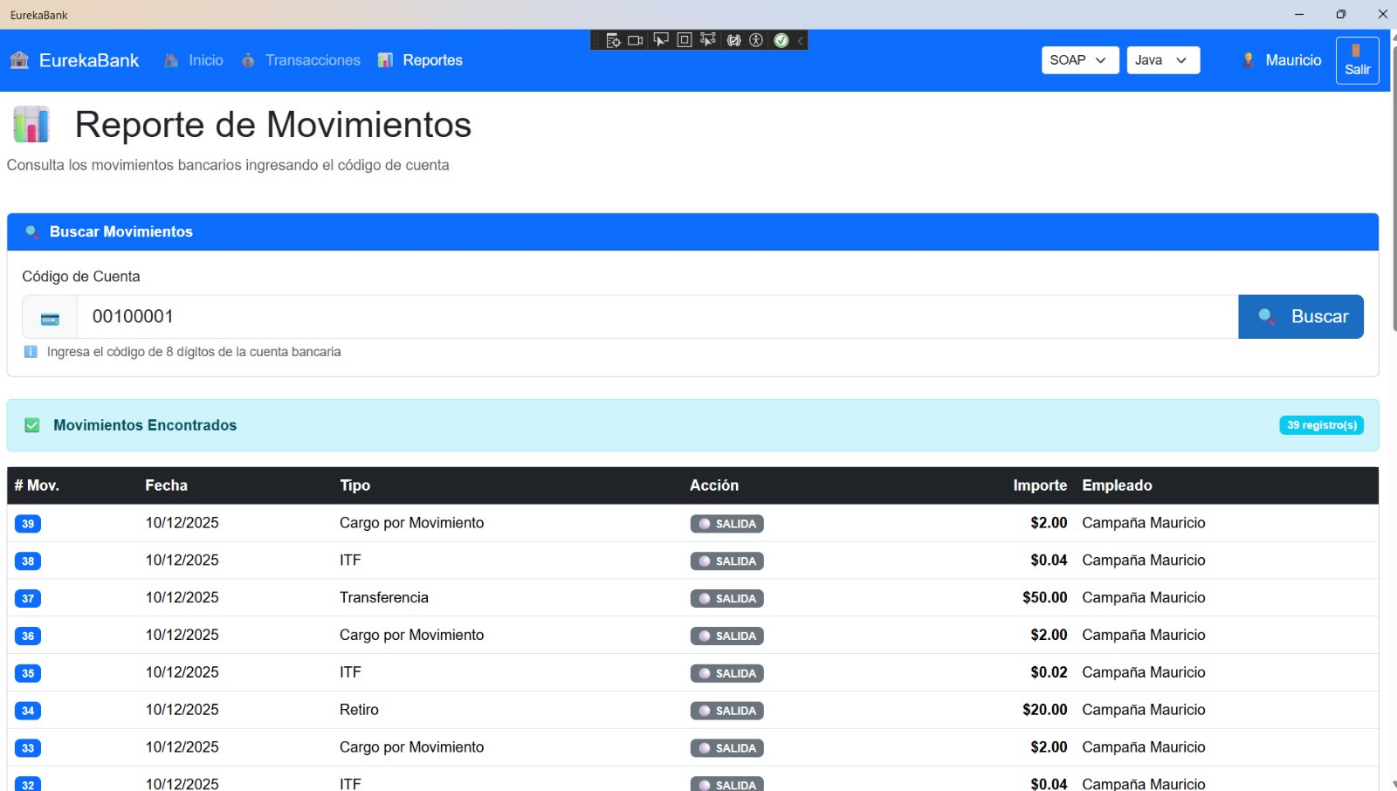 EurekaBank
EurekaBank Inicio Transacciones Reportes SOAP Java Mauricio Salir
Reporte de Movimientos
Consulta los movimientos bancarios ingresando el código de cuenta
Buscar Movimientos
Código de Cuenta
00100001 Buscar
Ingresa el código de 8 dígitos de la cuenta bancaria
Movimientos Encontrados 39 registro(s)
# Mov. Fecha Tipo Acción Importe Empleado
39 10/12/2025 Cargo por Movimiento SALIDA $2.00 Campaña Mauricio
38 10/12/2025 ITF SALIDA $0.04 Campaña Mauricio
37 10/12/2025 Transferencia SALIDA $50.00 Campaña Mauricio
36 10/12/2025 Cargo por Movimiento SALIDA $2.00 Campaña Mauricio
35 10/12/2025 ITF SALIDA $0.02 Campaña Mauricio
34 10/12/2025 Retiro SALIDA $20.00 Campaña Mauricio
33 10/12/2025 Cargo por Movimiento SALIDA $2.00 Campaña Mauricio
32 10/12/2025 ITF SALIDA $0.04 Campaña Mauricio